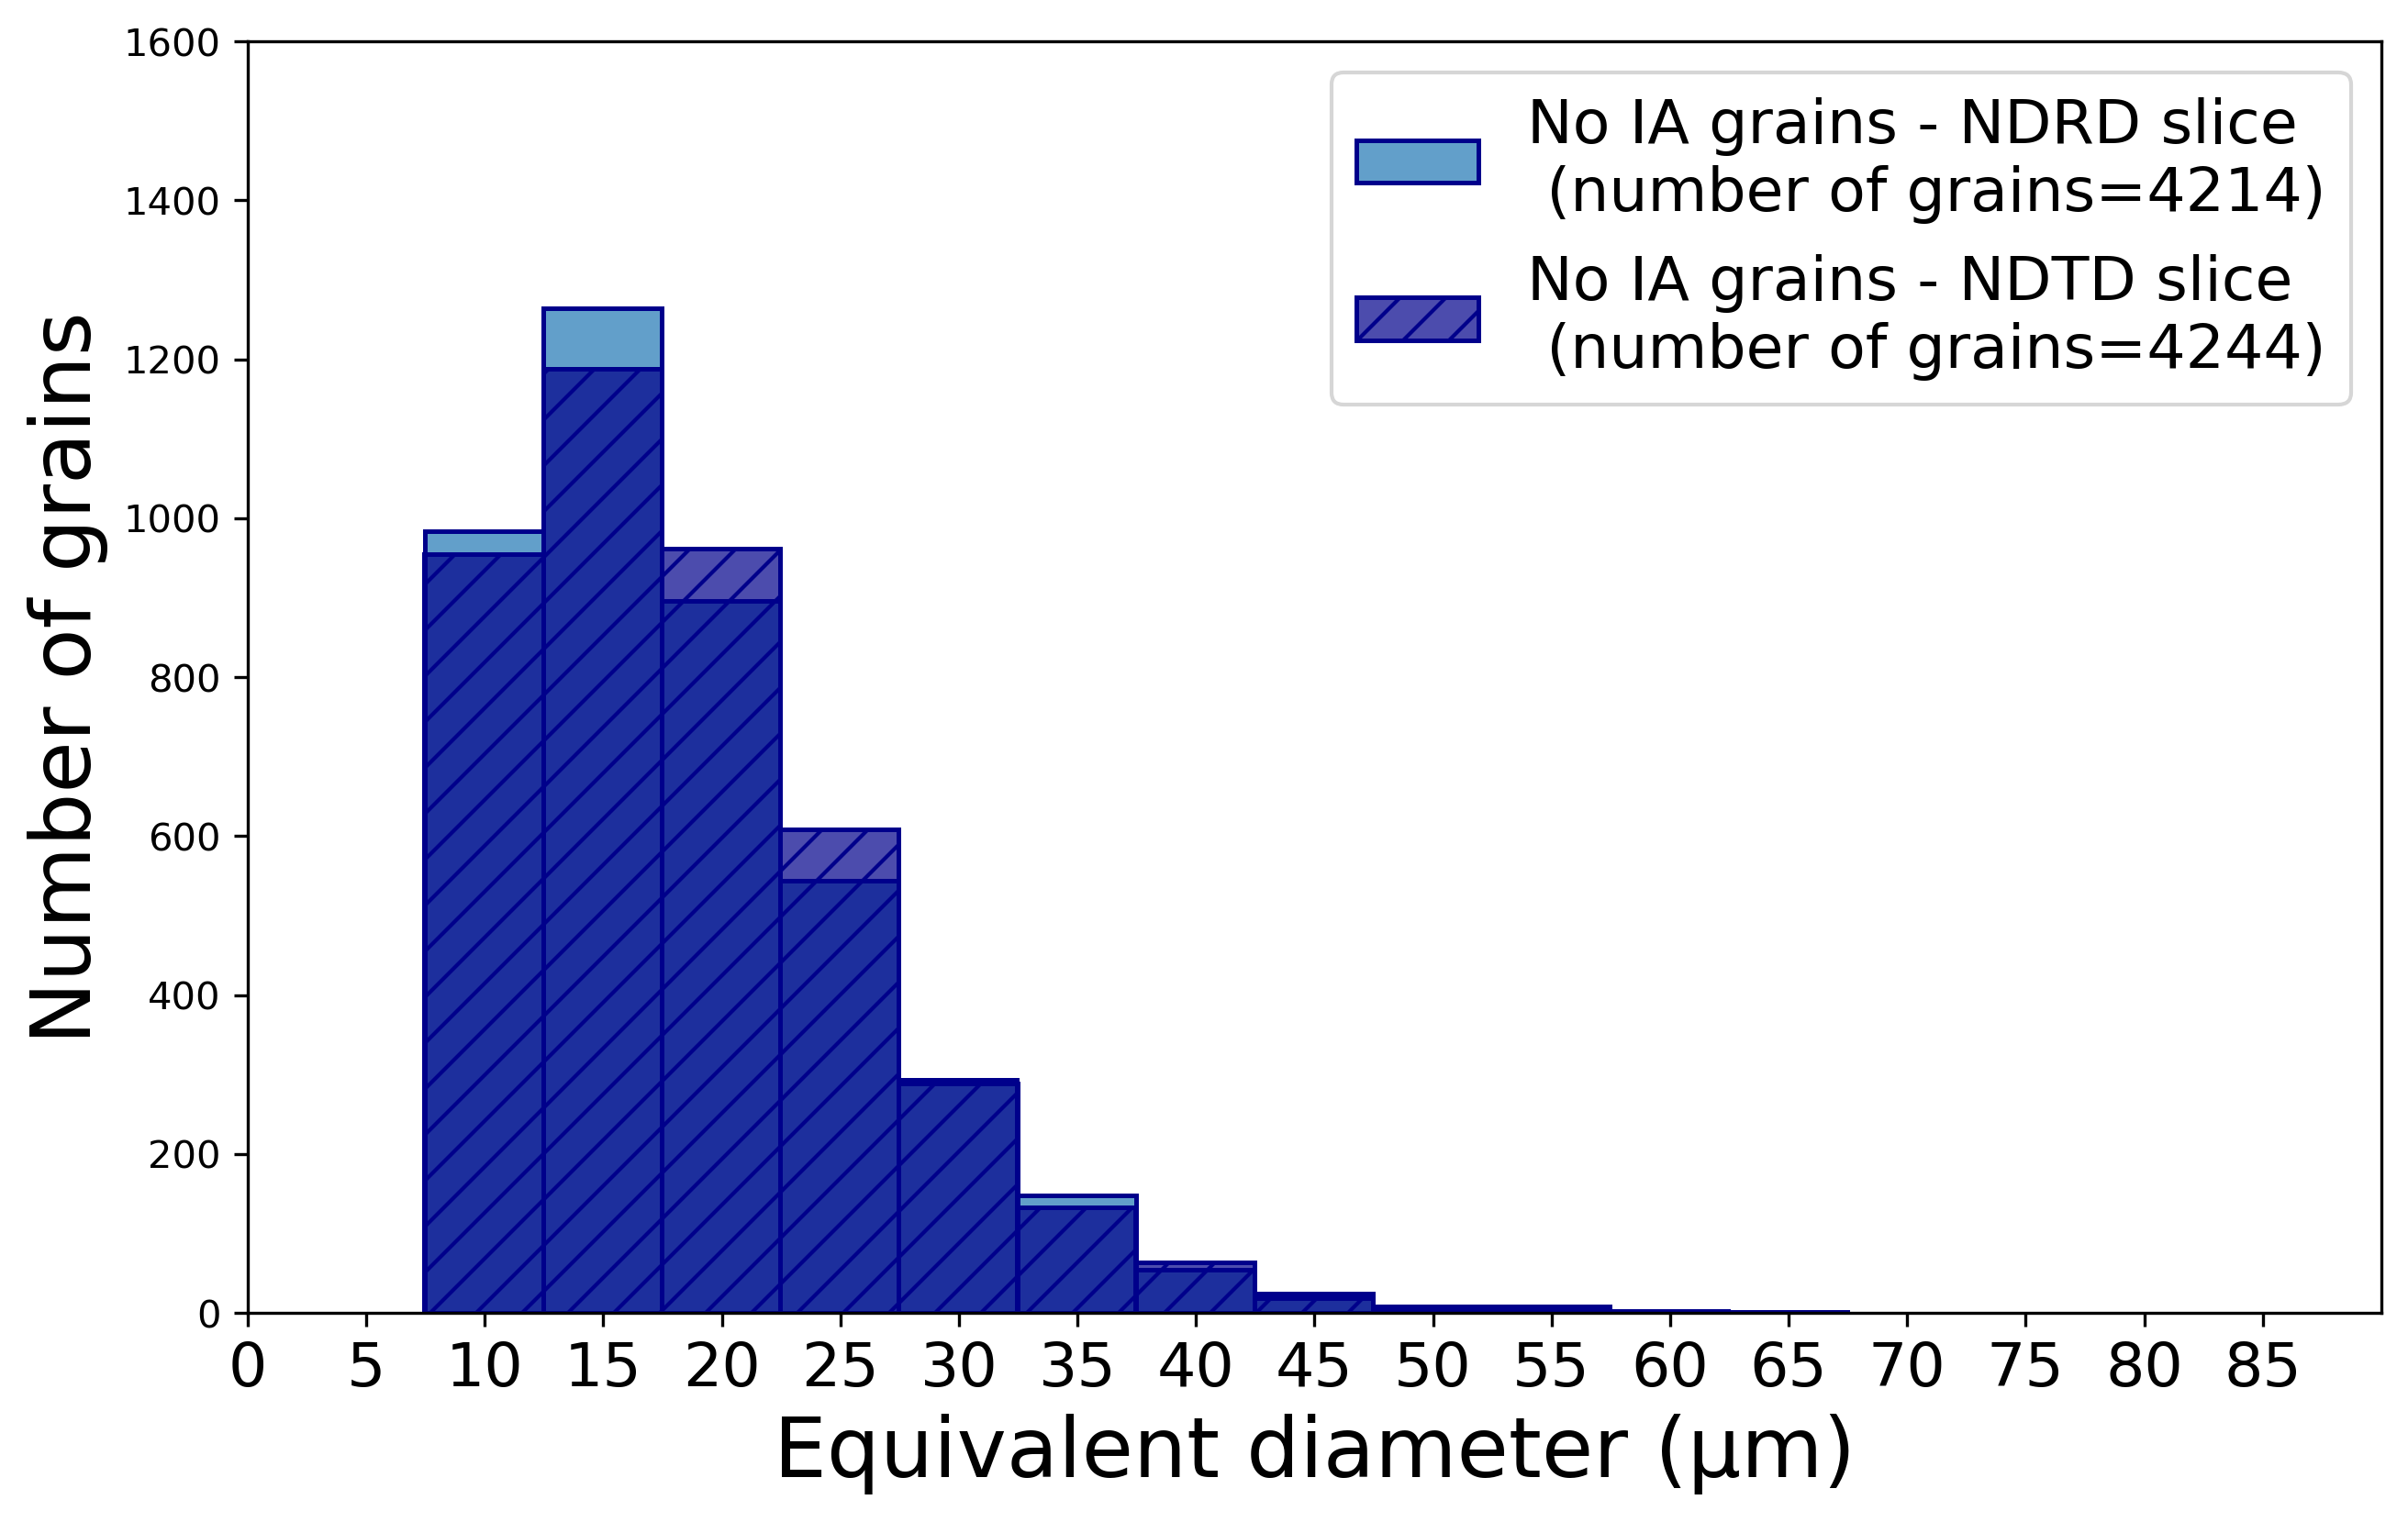 1600
1400
1200
1000
800
600
400
200
0
Number of grains
No IA grains - NDRD slice
(number of grains=4214)
No IA grains - NDTD slice
(number of grains=4244)
0 5 10 15 20 25 30 35 40 45 50 55 60 65 70 75 80 85
Equivalent diameter (µm)